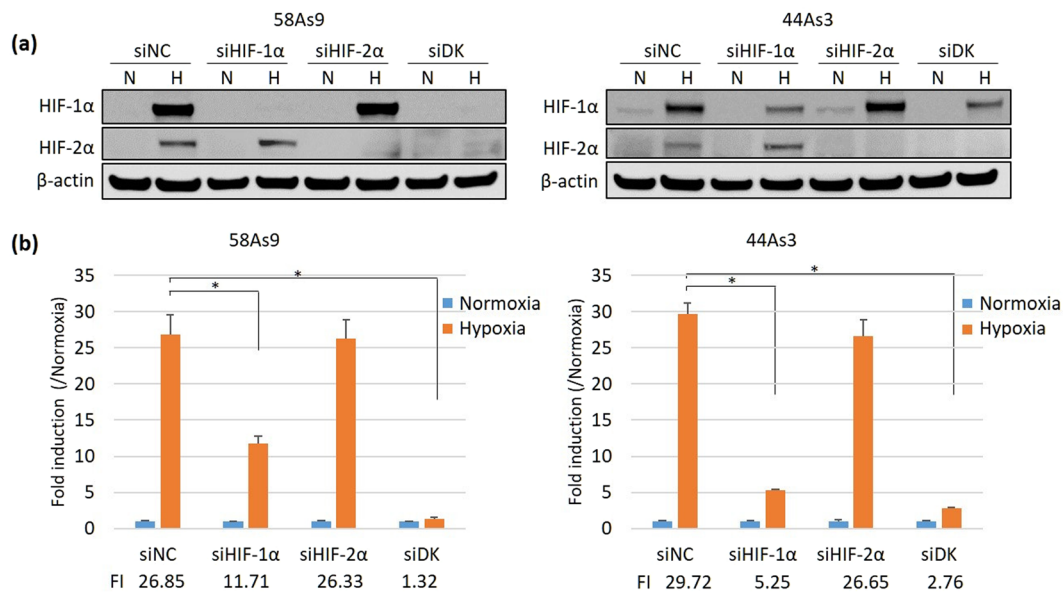 58As9
44As3
(a)
siNC siHIF-1α siHIF-2α siDK
siNC siHIF-1α siHIF-2α siDK
N H N H N H N H
N H N H N H N H
HIF-1α
HIF-1α
HIF-2α
HIF-2α
β-actin
β-actin
(b)
58As9
Fold induction (/Normoxia)
35
30
25
20
15
10
5
0
*
*
Normoxia
Hypoxia
siNC siHIF-1α siHIF-2α siDK
FI 26.85 11.71 26.33 1.32
44As3
Fold induction (/Normoxia)
35
30
25
20
15
10
5
0
*
*
Normoxia
Hypoxia
siNC siHIF-1α siHIF-2α siDK
FI 29.72 5.25 26.65 2.76